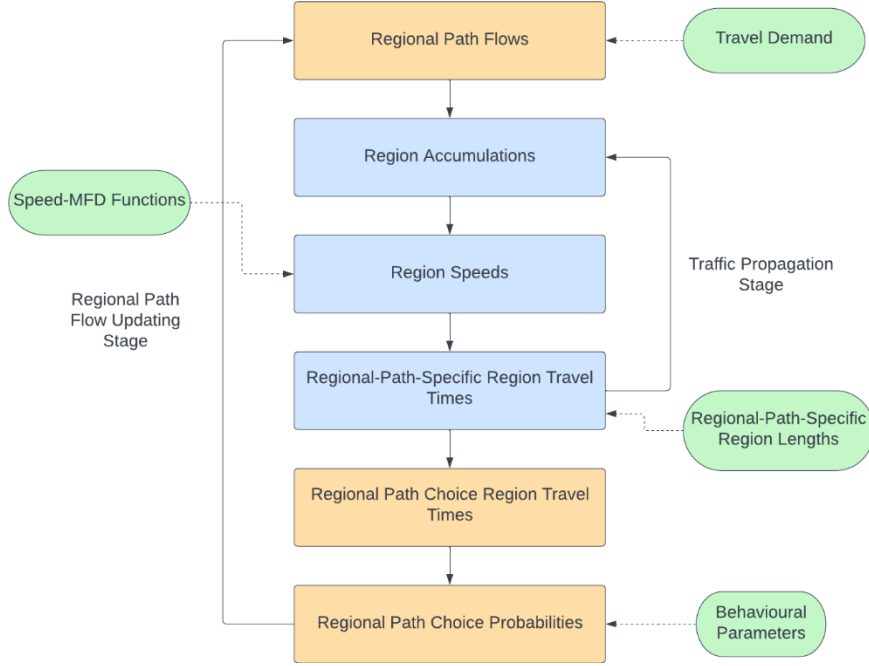 Regional Path Flows
Travel Demand
Region Accumulations
Speed-MFD Functions
Region Speeds
Traffic Propagation
Stage
Regional Path
Flow Updating
Stage
Regional-Path-Specific Region Travel
Times
Regional-Path-Specific
Region Lengths
Regional Path Choice Region Travel
Times
Regional Path Choice Probabilities
Behavioural
Parameters